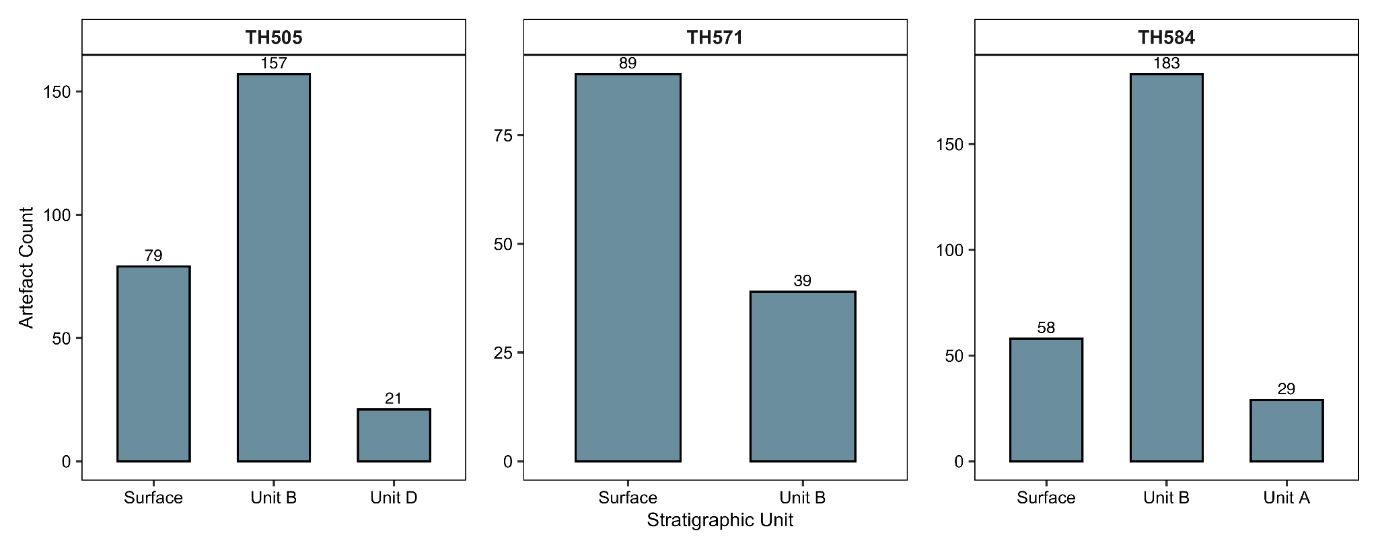 TH505
TH571
TH584
Artefact Count
150
100
50
0
79
157
21
Surface
Unit B
Unit D
75
50
25
0
89
39
Surface
Unit B
150
100
50
0
58
183
29
Surface
Unit B
Unit A
Stratigraphic Unit